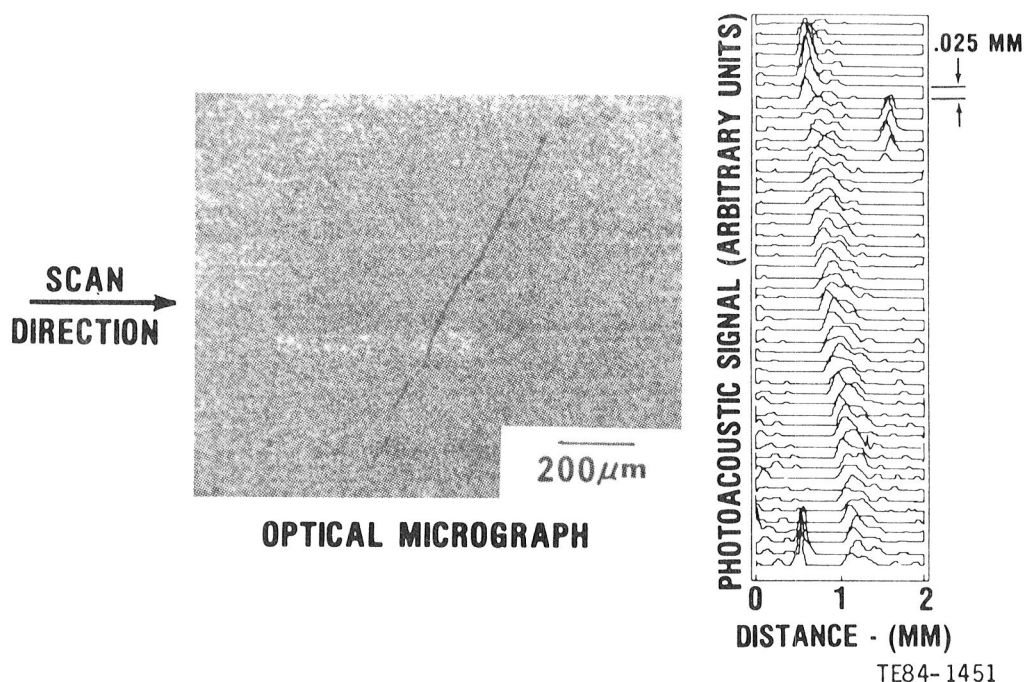 SCAN
DIRECTION
200μm
OPTICAL MICROGRAPH
PHOTOACOUSTIC SIGNAL (ARBITRARY UNITS)
.025 MM
0 1 2
DISTANCE - (MM)
TE84-1451